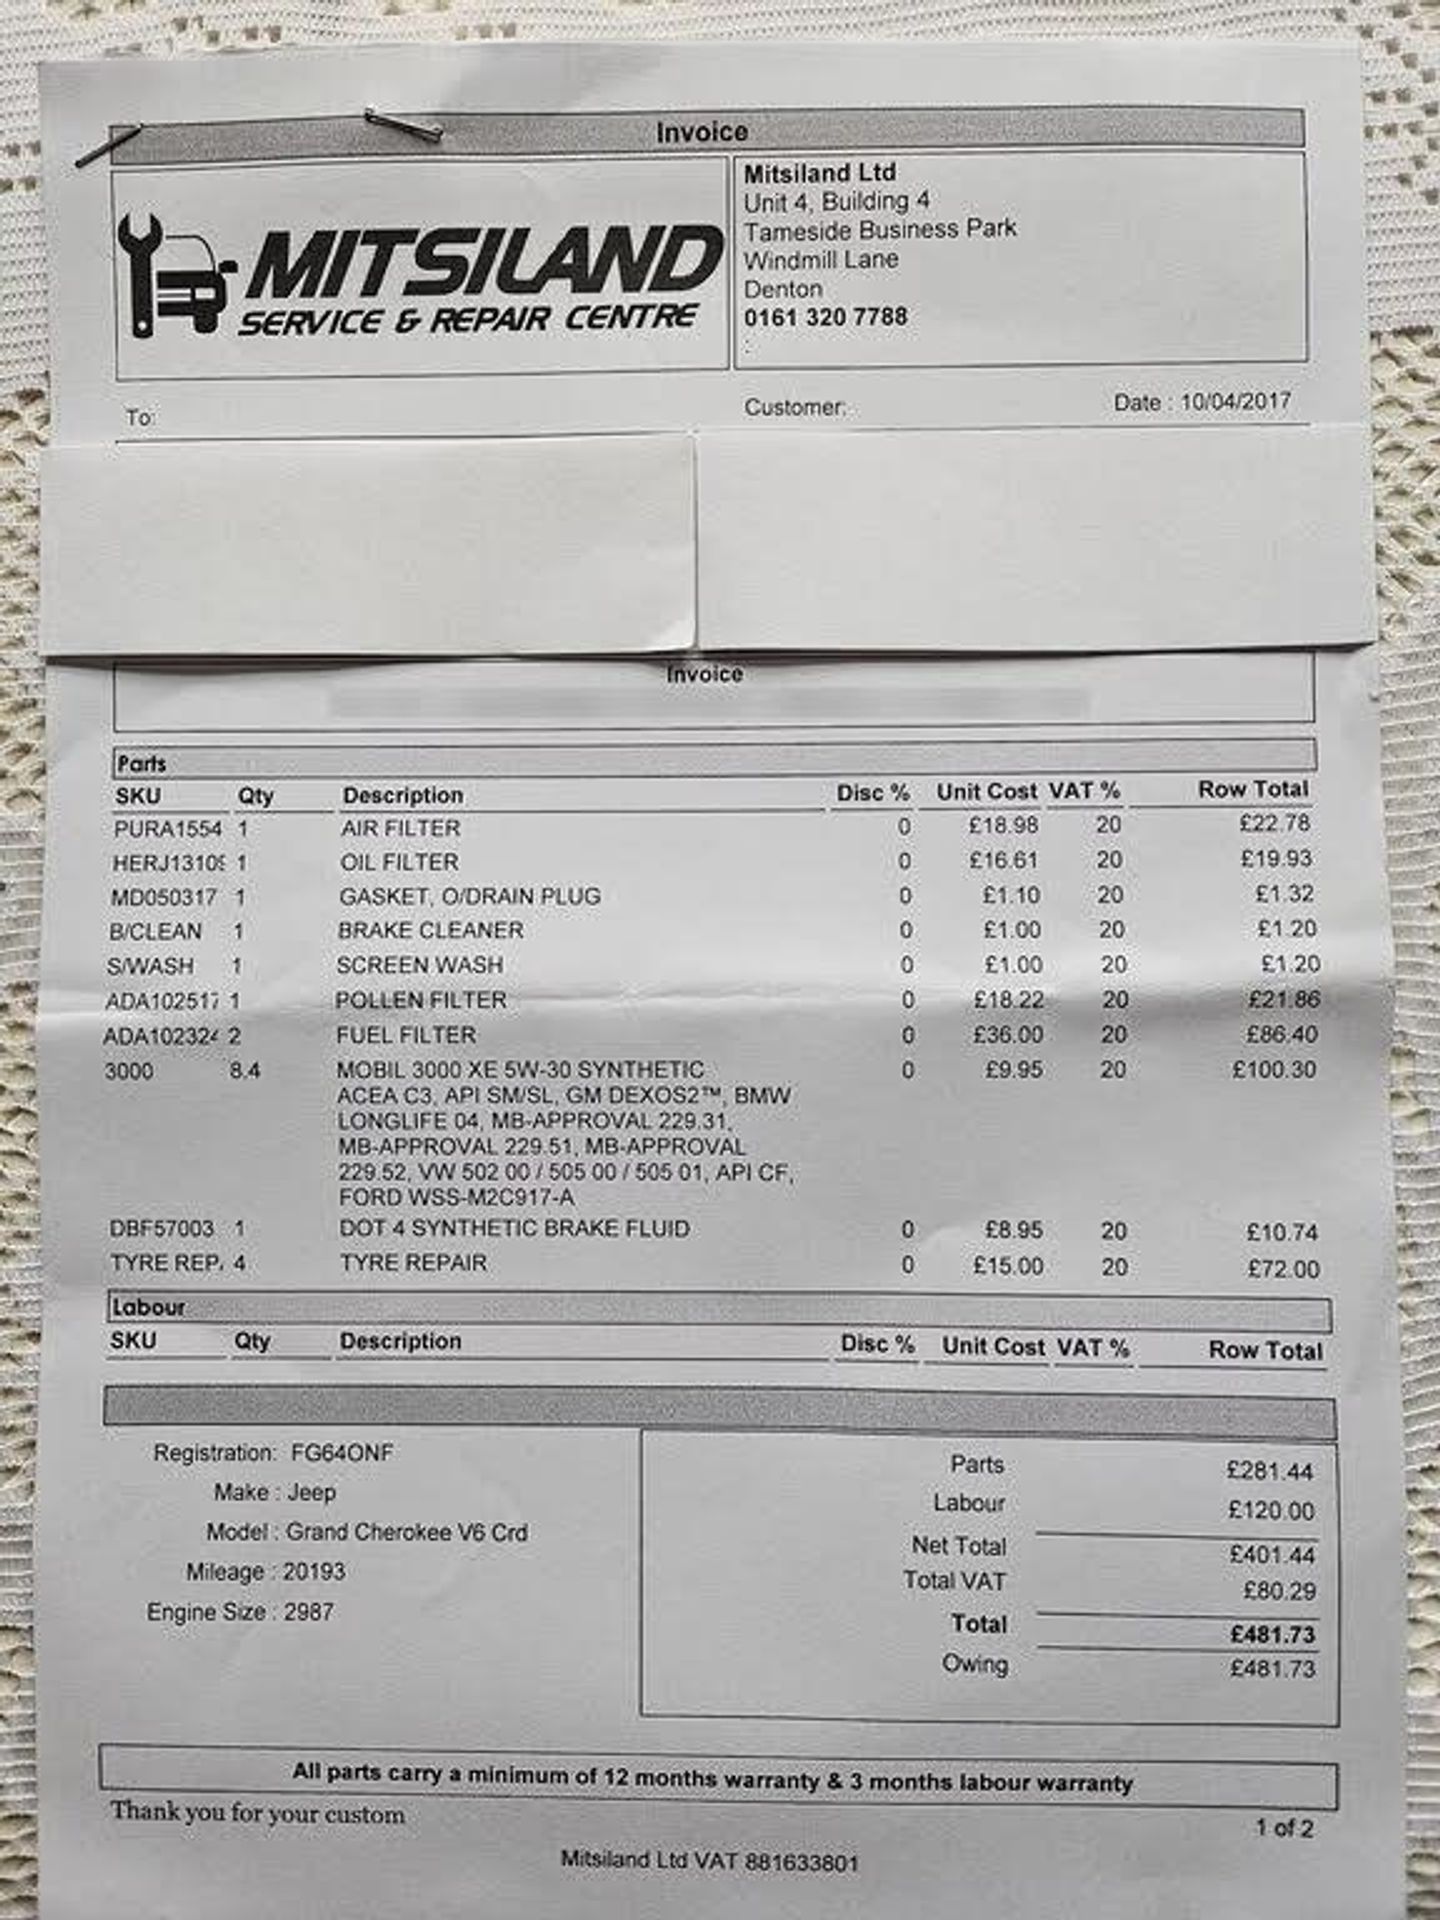 Invoice
MITSILAND
SERVICE & REPAIR CENTRE
Mitsiland Ltd
Unit 4, Building 4
Tameside Business Park
Windmill Lane
Denton
0161 320 7788
:
To:
Customer:
Date : 10/04/2017
Invoice
Parts
SKU Qty Description Disc % Unit Cost VAT % Row Total
PURA1554 1 AIR FILTER 0 £18.98 20 £22.78
HERJ13109 1 OIL FILTER 0 £16.61 20 £19.93
MD050317 1 GASKET, O/DRAIN PLUG 0 £1.10 20 £1.32
B/CLEAN 1 BRAKE CLEANER 0 £1.00 20 £1.20
S/WASH 1 SCREEN WASH 0 £1.00 20 £1.20
ADA102517 1 POLLEN FILTER 0 £18.22 20 £21.86
ADA102324 2 FUEL FILTER 0 £36.00 20 £86.40
3000 8.4 MOBIL 3000 XE 5W-30 SYNTHETIC 0 £9.95 20 £100.30
ACEA C3, API SM/SL, GM DEXOS2™, BMW
LONGLIFE 04, MB-APPROVAL 229.31,
MB-APPROVAL 229.51, MB-APPROVAL
229.52, VW 502 00 / 505 00 / 505 01, API CF,
FORD WSS-M2C917-A
DBF57003 1 DOT 4 SYNTHETIC BRAKE FLUID 0 £8.95 20 £10.74
TYRE REP. 4 TYRE REPAIR 0 £15.00 20 £72.00
Labour
SKU Qty Description Disc % Unit Cost VAT % Row Total
Registration: FG64ONF
Make : Jeep
Model : Grand Cherokee V6 Crd
Mileage : 20193
Engine Size : 2987
Parts £281.44
Labour £120.00
Net Total £401.44
Total VAT £80.29
Total £481.73
Owing £481.73
All parts carry a minimum of 12 months warranty & 3 months labour warranty
Thank you for your custom
1 of 2
Mitsiland Ltd VAT 881633801